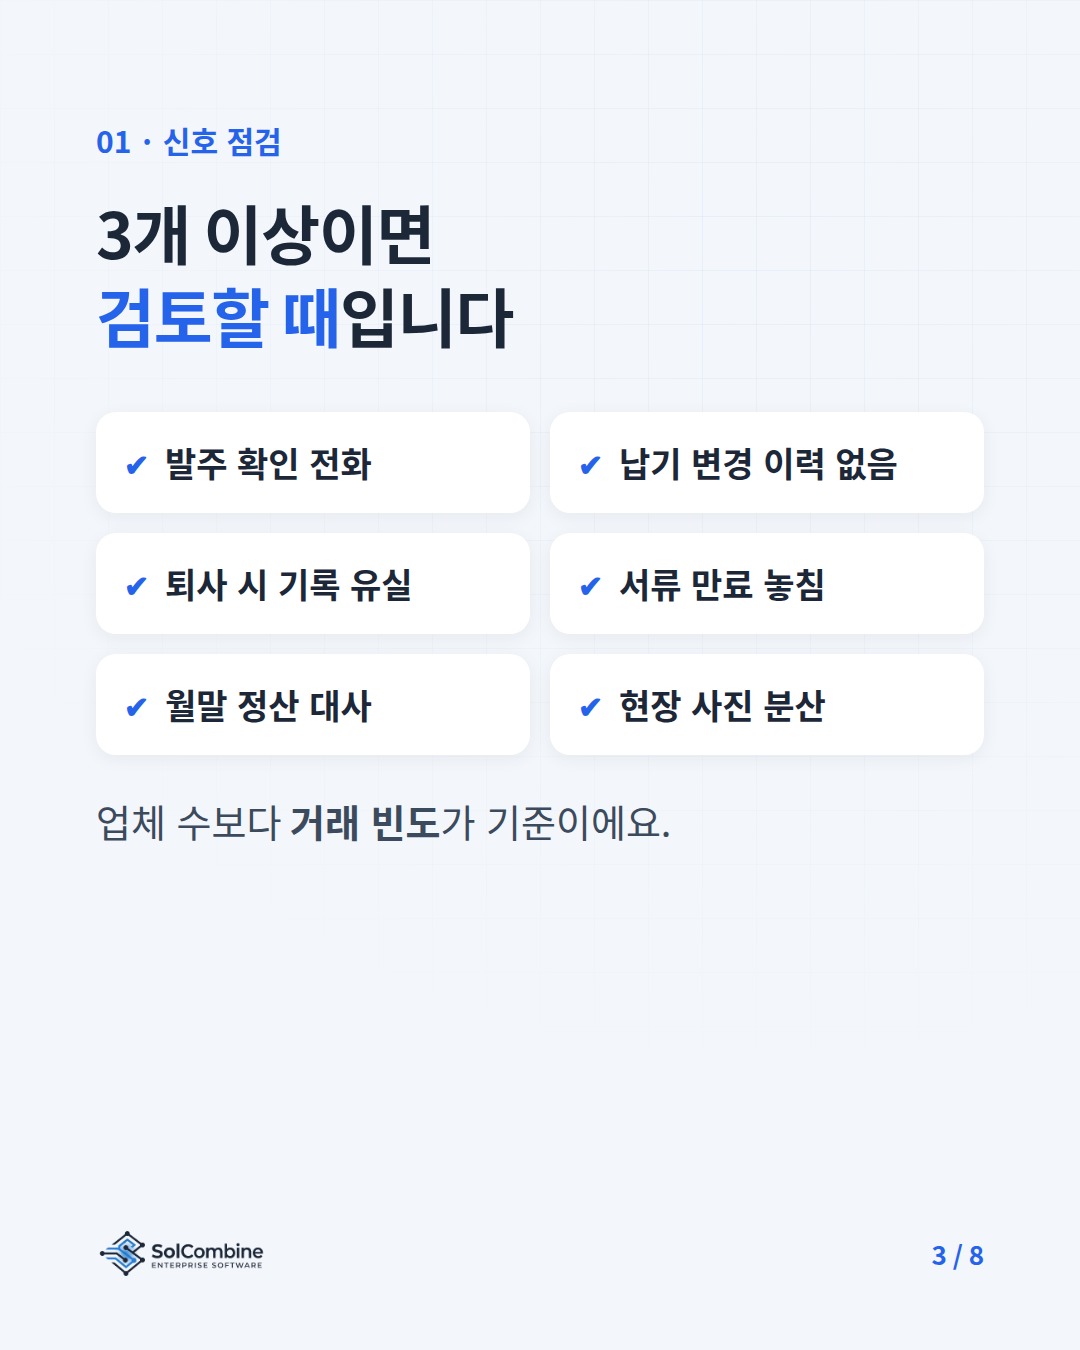 01 · 신호 점검
3개 이상이면
검토할 때입니다
✔ 발주 확인 전화
✔ 납기 변경 이력 없음
✔ 퇴사 시 기록 유실
✔ 서류 만료 놓침
✔ 월말 정산 대사
✔ 현장 사진 분산
업체 수보다 거래 빈도가 기준이에요.
SolCombine
ENTERPRISE SOFTWARE
3 / 8